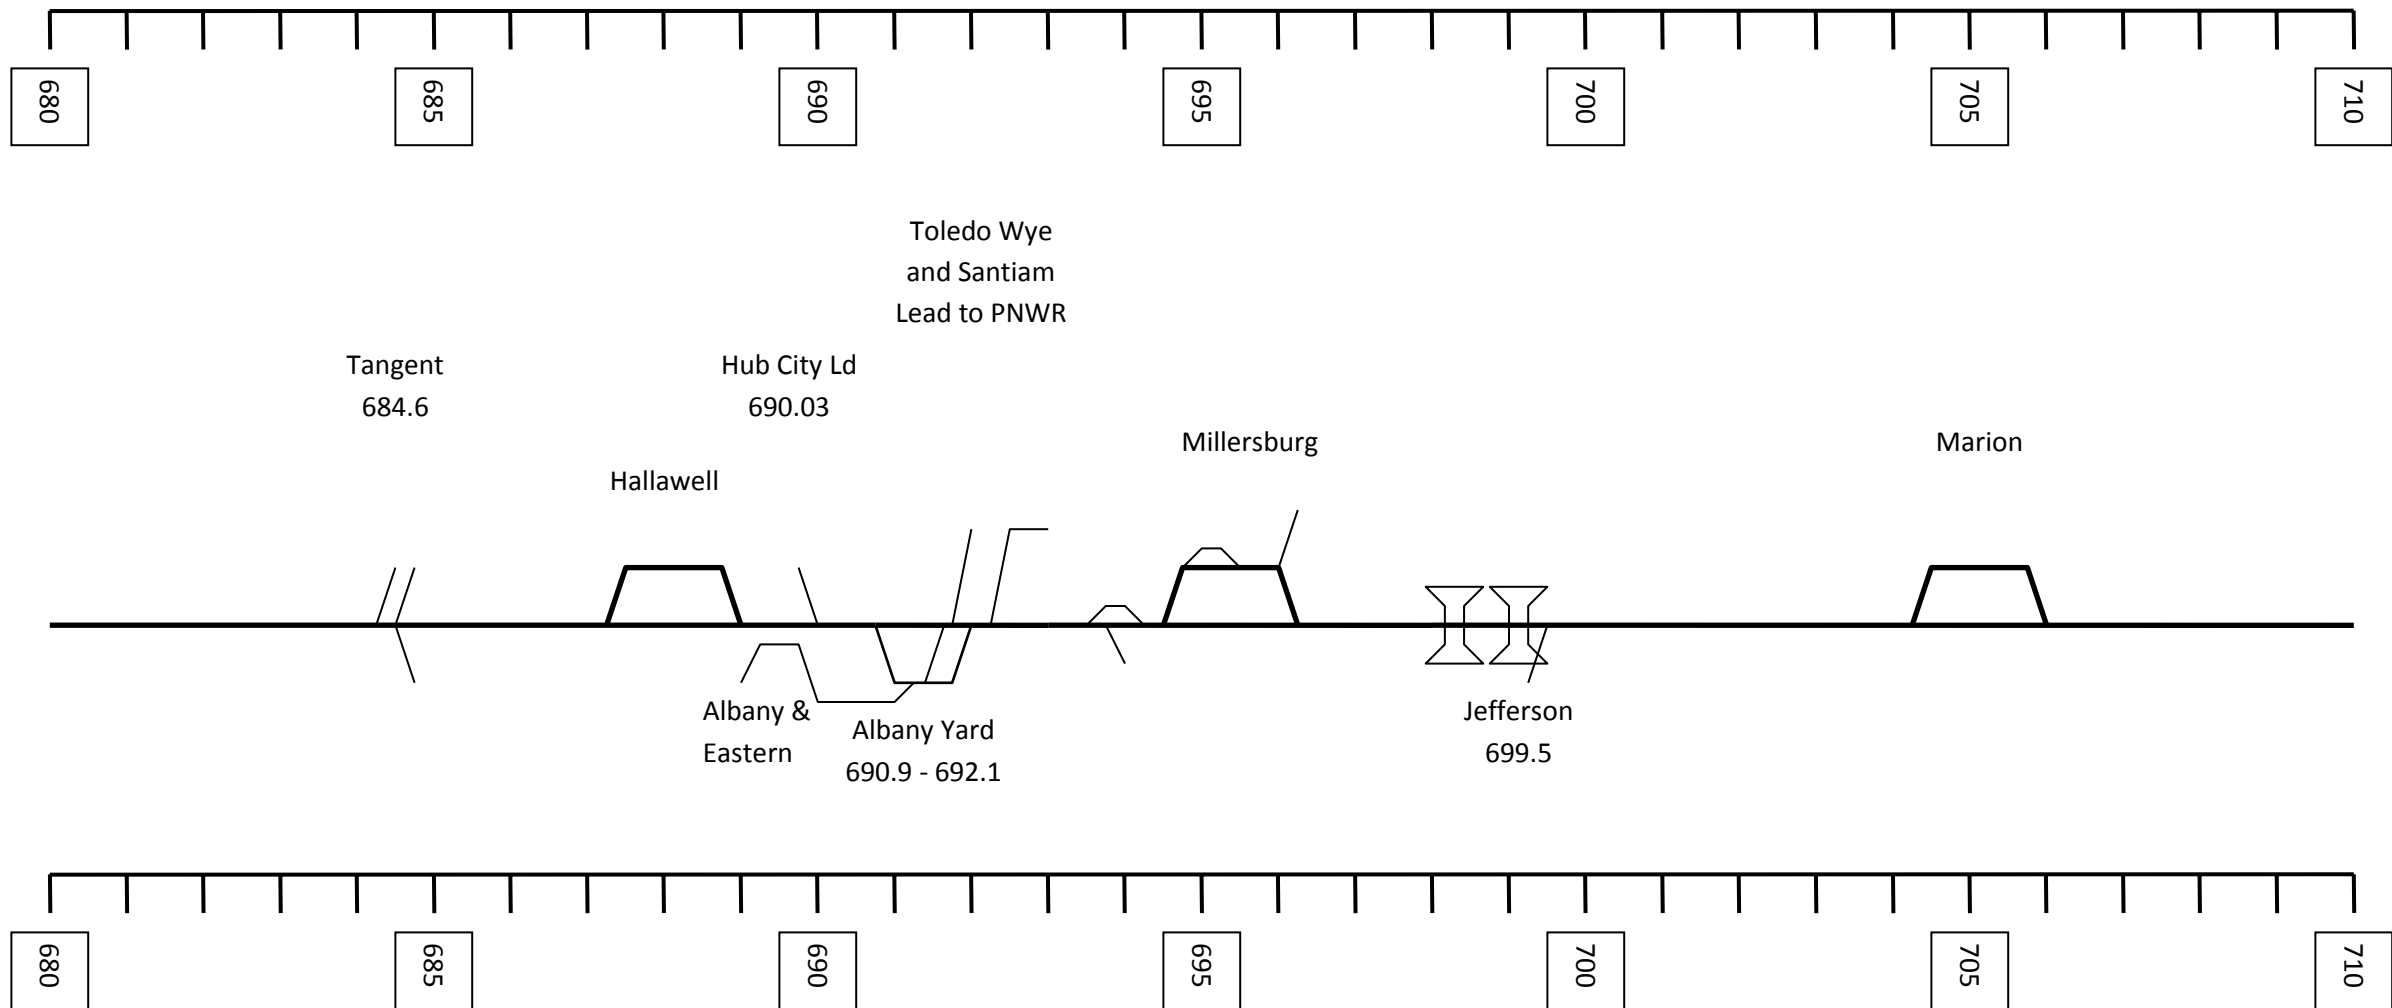 680
685
690
695
700
705
710
Toledo Wye
and Santiam
Lead to PNWR
Tangent
684.6
Hub City Ld
690.03
Millersburg
Marion
Hallawell
Albany &
Eastern
Albany Yard
690.9 - 692.1
Jefferson
699.5
680
685
690
695
700
705
710